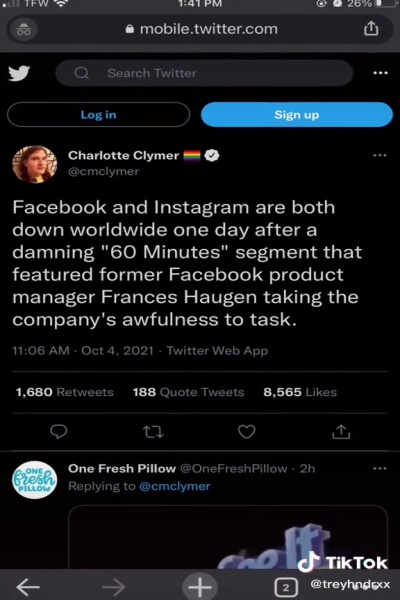 TFW
1:41 PM
26%
mobile.twitter.com
Search Twitter
Log in
Sign up
Charlotte Clymer
@cmclymer
Facebook and Instagram are both
down worldwide one day after a
damning "60 Minutes" segment that
featured former Facebook product
manager Frances Haugen taking the
company's awfulness to task.
11:06 AM · Oct 4, 2021 · Twitter Web App
1,680 Retweets 188 Quote Tweets 8,565 Likes
ONE
fresh
PILLOW
One Fresh Pillow @OneFreshPillow · 2h
Replying to @cmclymer
TikTok
2
@treyhndrxx